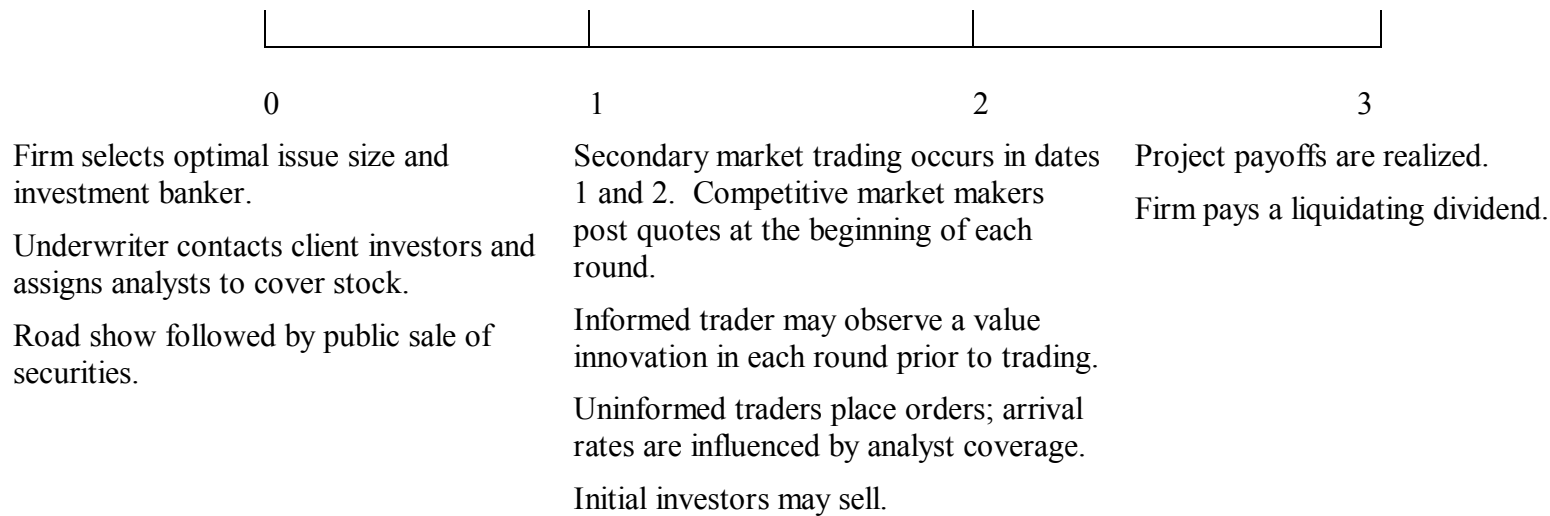 0
1
2
3
Firm selects optimal issue size and
investment banker.
Underwriter contacts client investors and
assigns analysts to cover stock.
Road show followed by public sale of
securities.
Secondary market trading occurs in dates
1 and 2.  Competitive market makers
post quotes at the beginning of each
round.
Informed trader may observe a value
innovation in each round prior to trading.
Uninformed traders place orders; arrival
rates are influenced by analyst coverage.
Initial investors may sell.
Project payoffs are realized.
Firm pays a liquidating dividend.